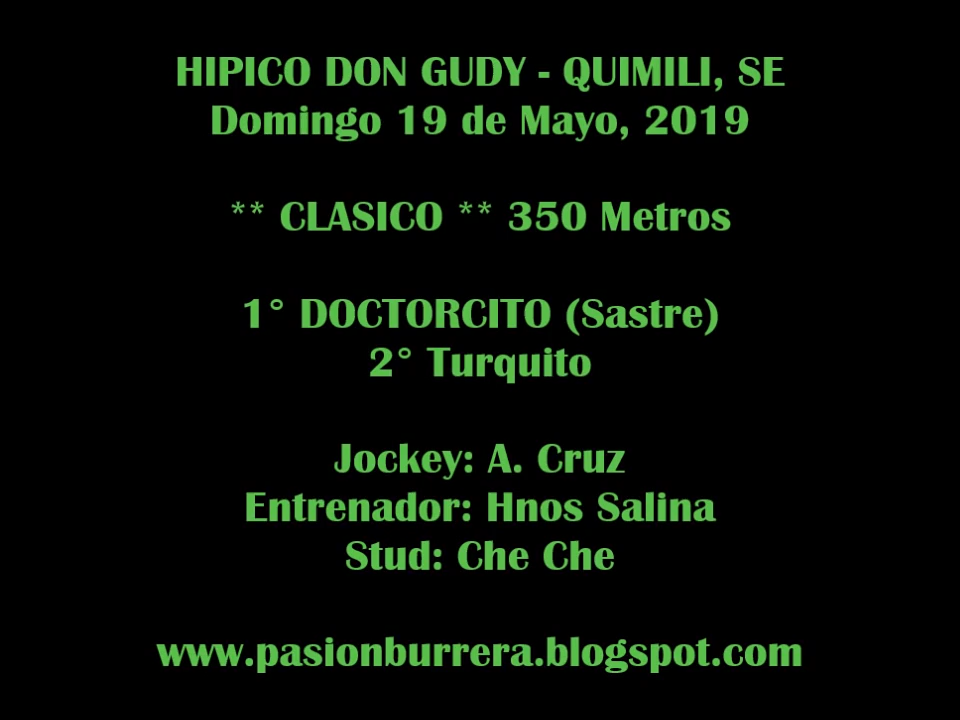 HIPICO DON GUDY - QUIMILI, SE
Domingo 19 de Mayo, 2019
** CLASICO ** 350 Metros
1° DOCTORCITO (Sastre)
2° Turquito
Jockey: A. Cruz
Entrenador: Hnos Salina
Stud: Che Che
www.pasionburrera.blogspot.com